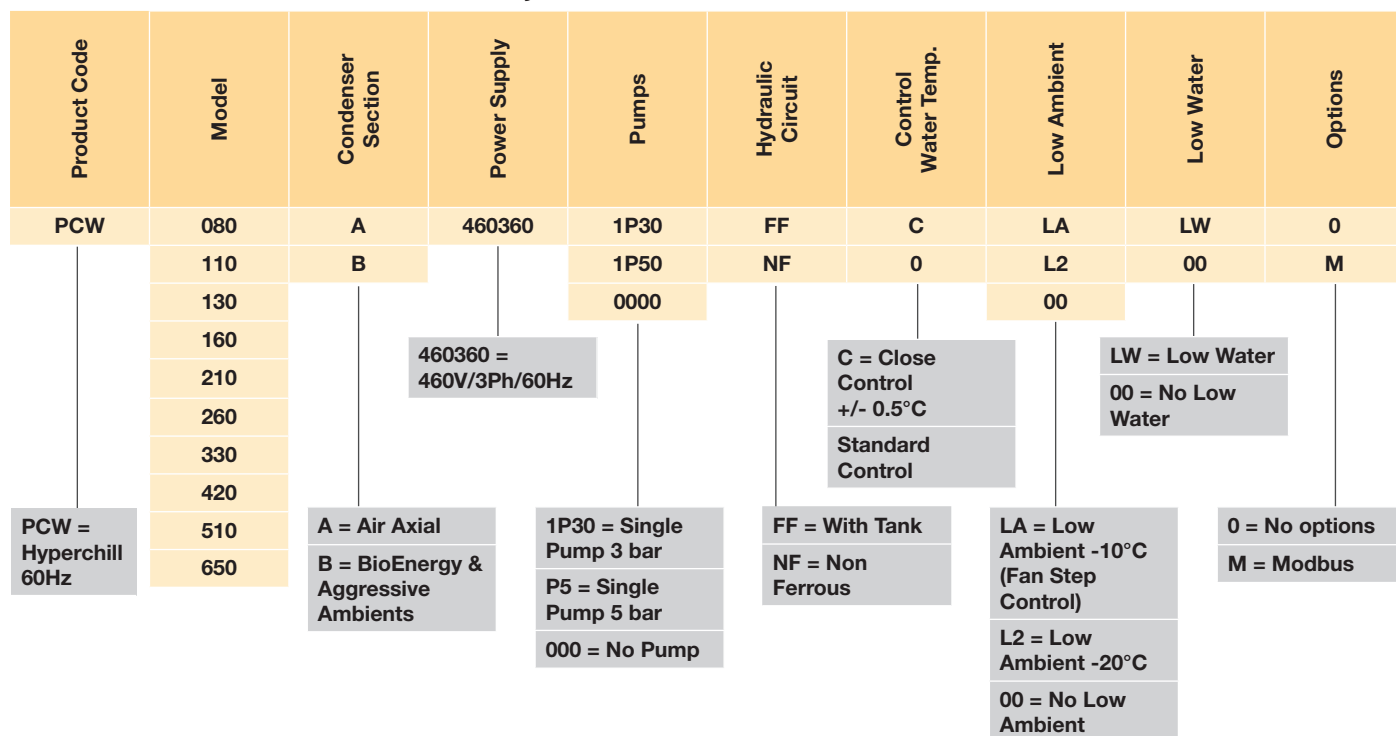 Product Code
Model
Condenser
Section
Power Supply
Pumps
Hydraulic
Circuit
Control
Water Temp.
Low Ambient
Low Water
Options
PCW 080 A 460360 1P30 FF C LA LW 0
110 B 1P50 NF 0 L2 00 M
130 0000 00
160
210
260
330
420
510
650
PCW =
Hyperchill
60Hz
A = Air Axial
B = BioEnergy &
Aggressive
Ambients
460360 =
460V/3Ph/60Hz
1P30 = Single
Pump 3 bar
P5 = Single
Pump 5 bar
000 = No Pump
FF = With Tank
NF = Non
Ferrous
C = Close
Control
+/- 0.5°C
Standard
Control
LA = Low
Ambient -10°C
(Fan Step
Control)
L2 = Low
Ambient -20°C
00 = No Low
Ambient
LW = Low Water
00 = No Low
Water
0 = No options
M = Modbus